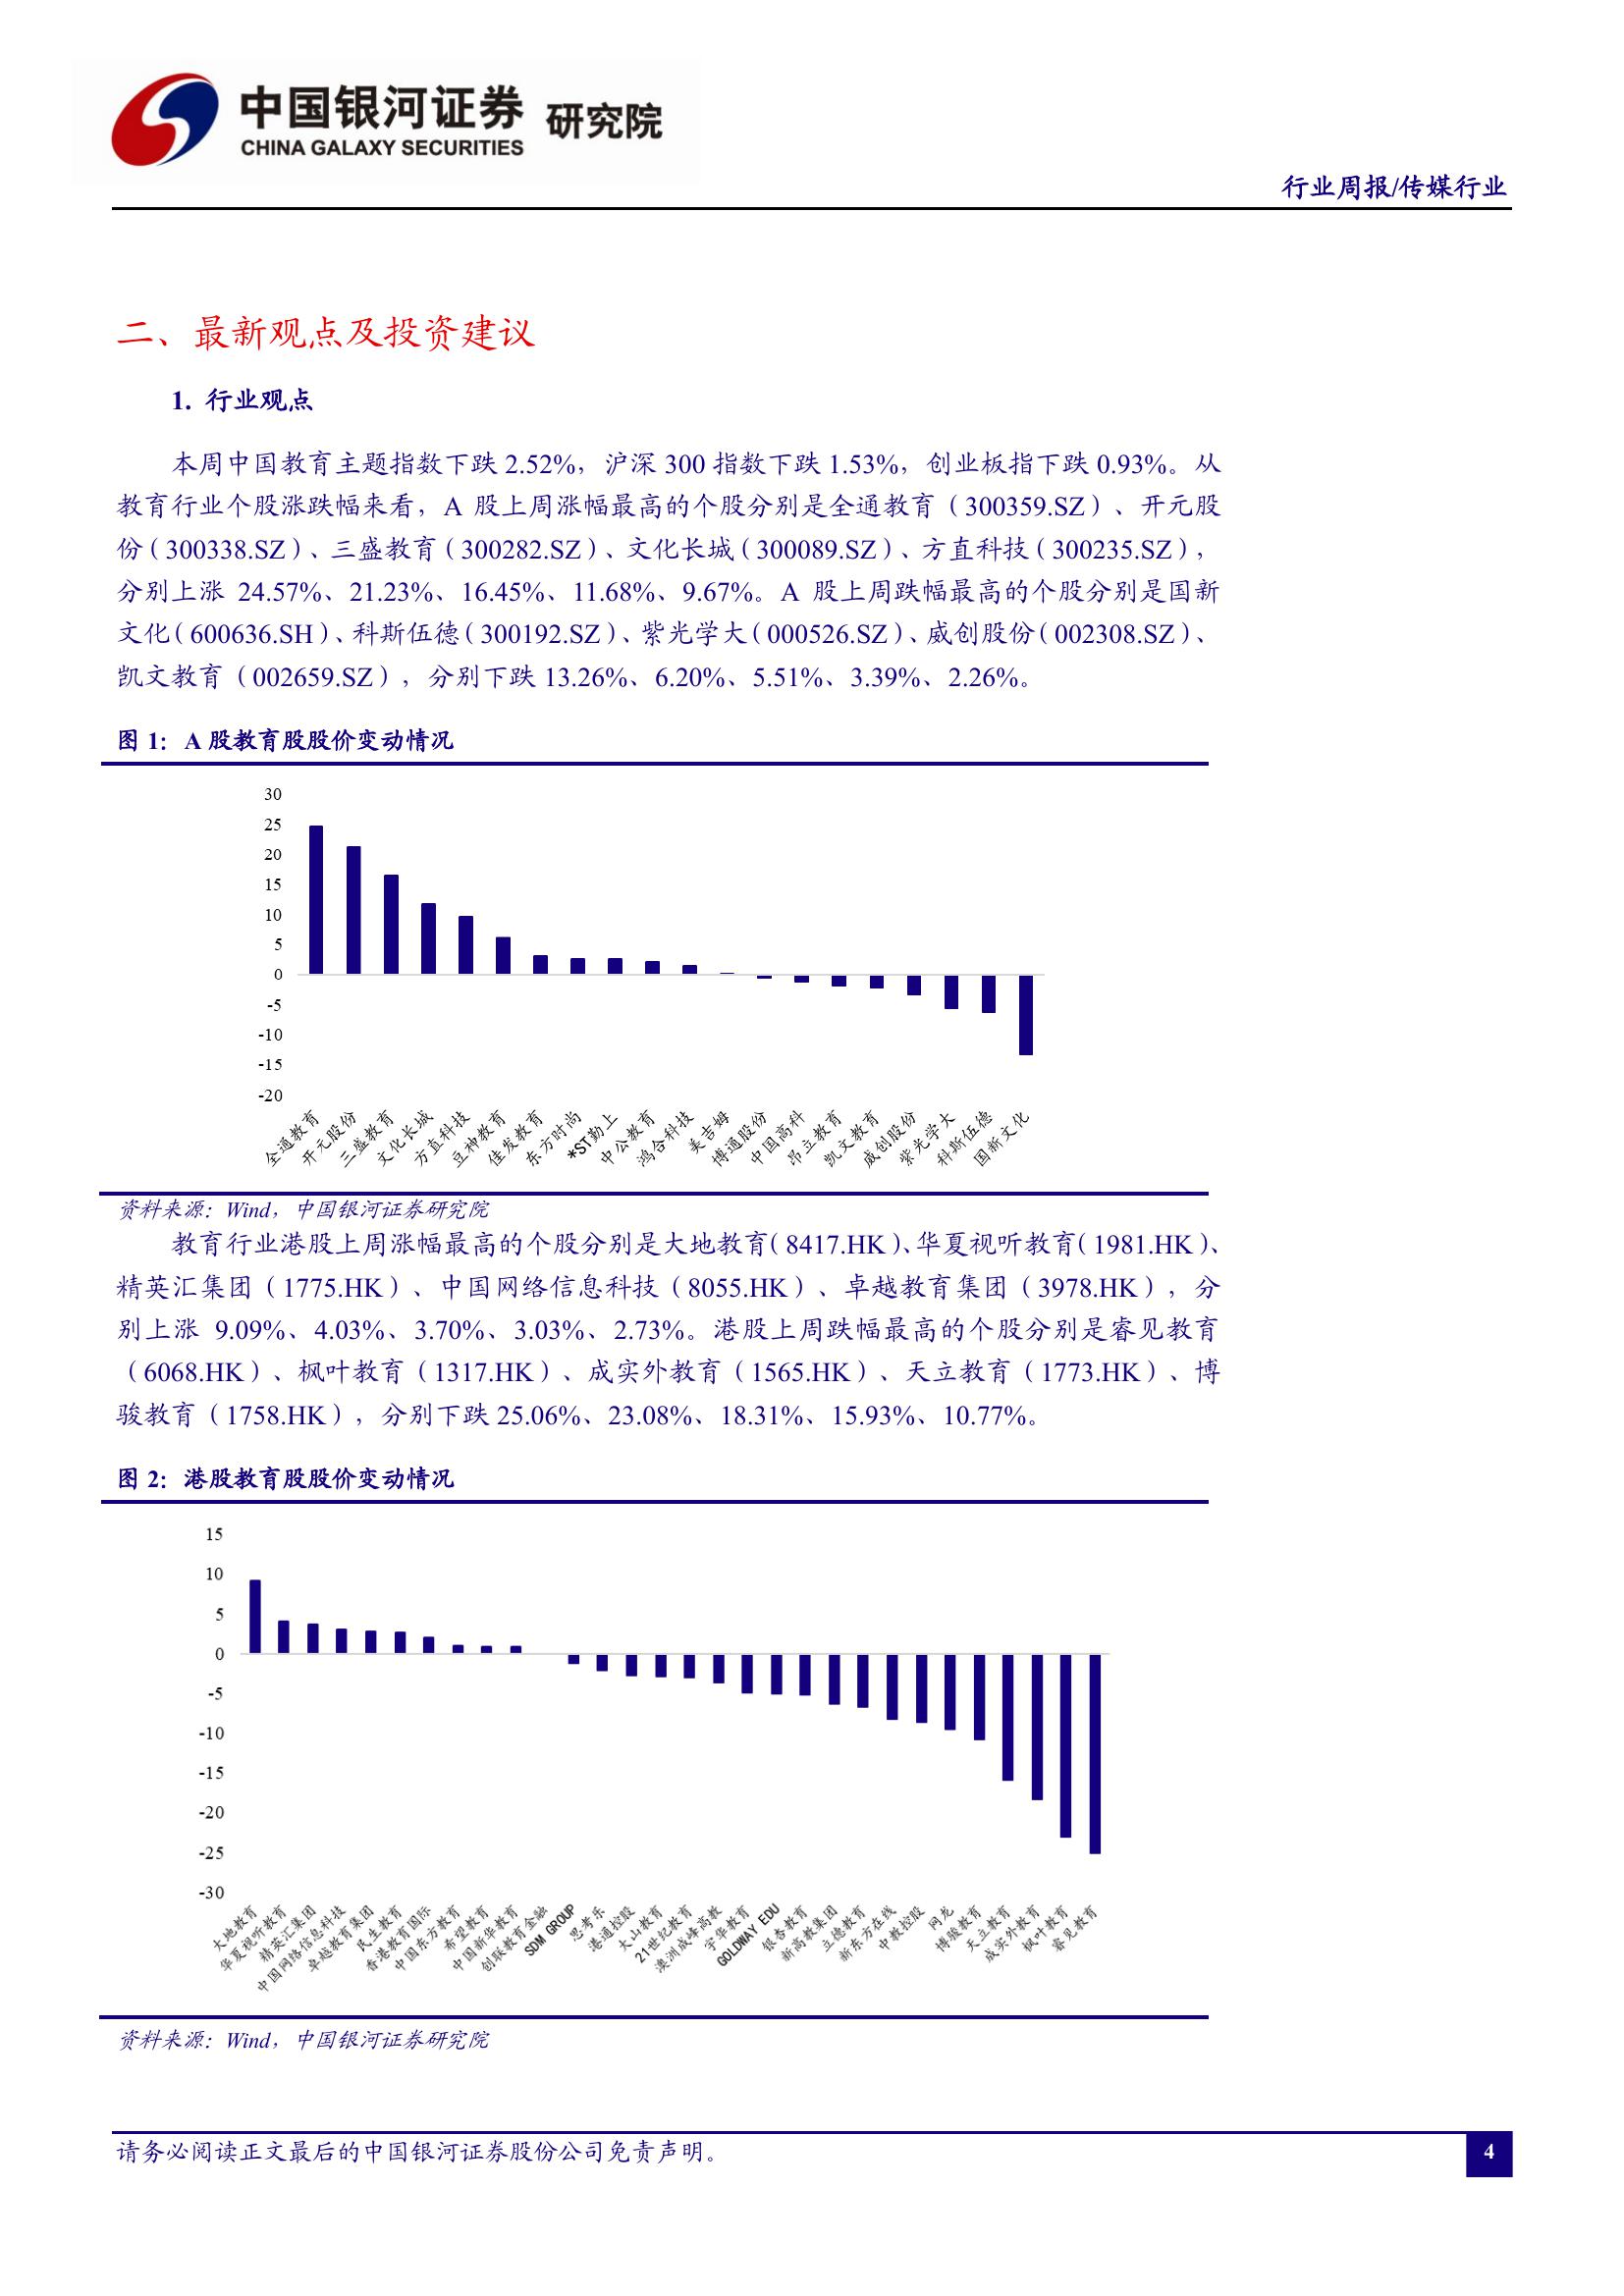 中国银河证券 研究院
CHINA GALAXY SECURITIES
行业周报/传媒行业
二、最新观点及投资建议
1. 行业观点
本周中国教育主题指数下跌 2.52%，沪深 300 指数下跌 1.53%，创业板指下跌 0.93%。从
教育行业个股涨跌幅来看，A 股上周涨幅最高的个股分别是全通教育（300359.SZ）、开元股
份（300338.SZ）、三盛教育（300282.SZ）、文化长城（300089.SZ）、方直科技（300235.SZ），
分别上涨 24.57%、21.23%、16.45%、11.68%、9.67%。A 股上周跌幅最高的个股分别是国新
文化（600636.SH）、科斯伍德（300192.SZ）、紫光学大（000526.SZ）、威创股份（002308.SZ）、
凯文教育（002659.SZ），分别下跌 13.26%、6.20%、5.51%、3.39%、2.26%。
图 1：A 股教育股股价变动情况
30
25
20
15
10
5
0
-5
-10
-15
-20
全通教育
开元股份
三盛教育
文化长城
方直科技
豆神教育
佳发教育
东方时尚
*ST勤上
中公教育
鸿合科技
美吉姆
博通股份
中国高科
昂立教育
凯文教育
威创股份
紫光学大
科斯伍德
国新文化
资料来源：Wind，中国银河证券研究院
教育行业港股上周涨幅最高的个股分别是大地教育（8417.HK）、华夏视听教育（1981.HK）、
精英汇集团（1775.HK）、中国网络信息科技（8055.HK）、卓越教育集团（3978.HK），分
别上涨 9.09%、4.03%、3.70%、3.03%、2.73%。港股上周跌幅最高的个股分别是睿见教育
（6068.HK）、枫叶教育（1317.HK）、成实外教育（1565.HK）、天立教育（1773.HK）、博
骏教育（1758.HK），分别下跌 25.06%、23.08%、18.31%、15.93%、10.77%。
图 2：港股教育股股价变动情况
15
10
5
0
-5
-10
-15
-20
-25
-30
大地教育
华夏视听教育
精英汇集团
中国网络信息科技
卓越教育集团
民生教育
香港教育国际
中国东方教育
希望教育
中国新华教育
创联教育金融
SDM GROUP
思考乐
港通控股
大山教育
21世纪教育
澳洲成峰高教
宇华教育
GOLDWAY EDU
银杏教育
新高教集团
立德教育
新东方在线
中教控股
网龙
博骏教育
天立教育
成实外教育
枫叶教育
睿见教育
资料来源：Wind，中国银河证券研究院
请务必阅读正文最后的中国银河证券股份公司免责声明。
4